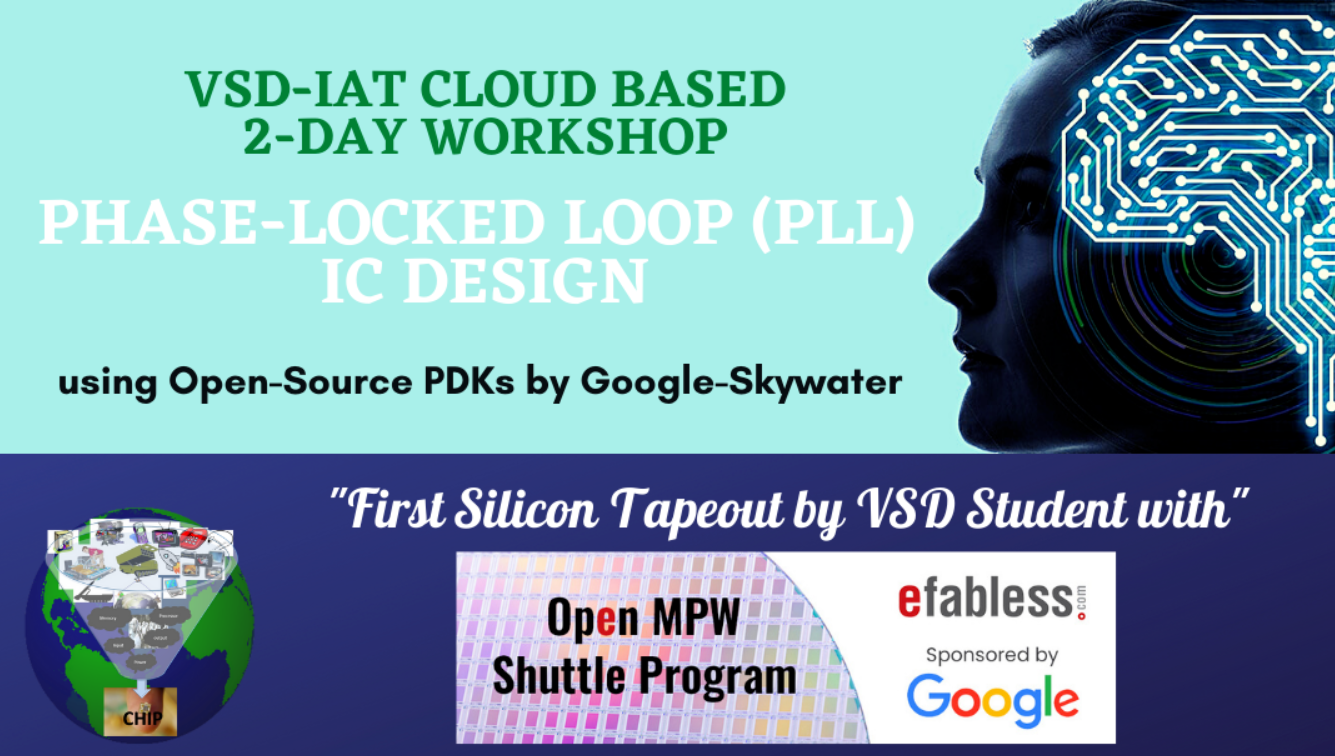 VSD-IAT CLOUD BASED
2-DAY WORKSHOP
PHASE-LOCKED LOOP (PLL)
IC DESIGN
using Open-Source PDKs by Google-Skywater
"First Silicon Tapeout by VSD Student with"
Open MPW
Shuttle Program
efabless.com
Sponsored by
Google
CHIP